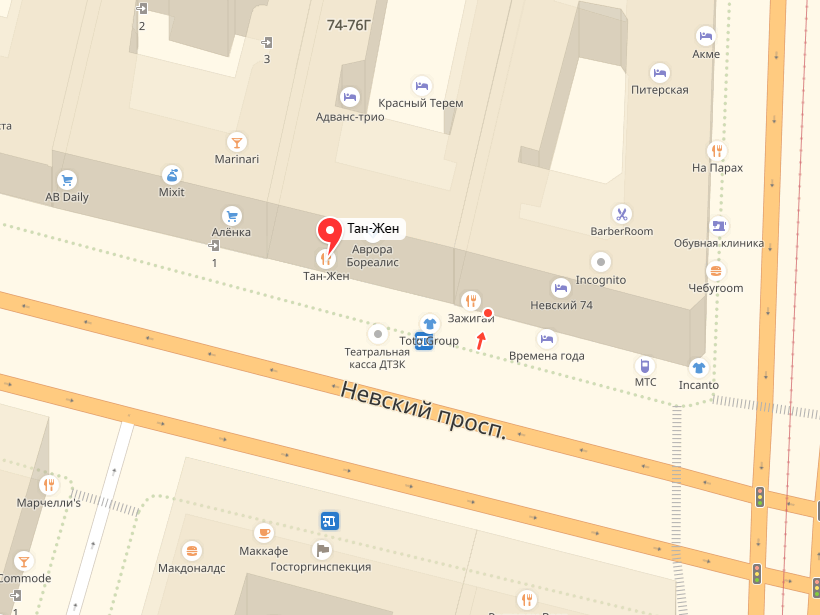 2
74-76Г
3
Акме
Питерская
Красный Терем
Адванс-трио
Marinari
На Парах
AB Daily
Mixit
Алёнка
1
Тан-Жен
Аврора
Бореалис
Тан-Жен
BarberRoom
Обувная клиника
Incognito
Чебуroom
Невский 74
Зажигай
TotoGroup
Театральная
касса ДТЗК
Времена года
МТС
Incanto
Невский просп.
Марчелли's
Макдоналдс
Маккафе
Госторгинспекция
Commode
1